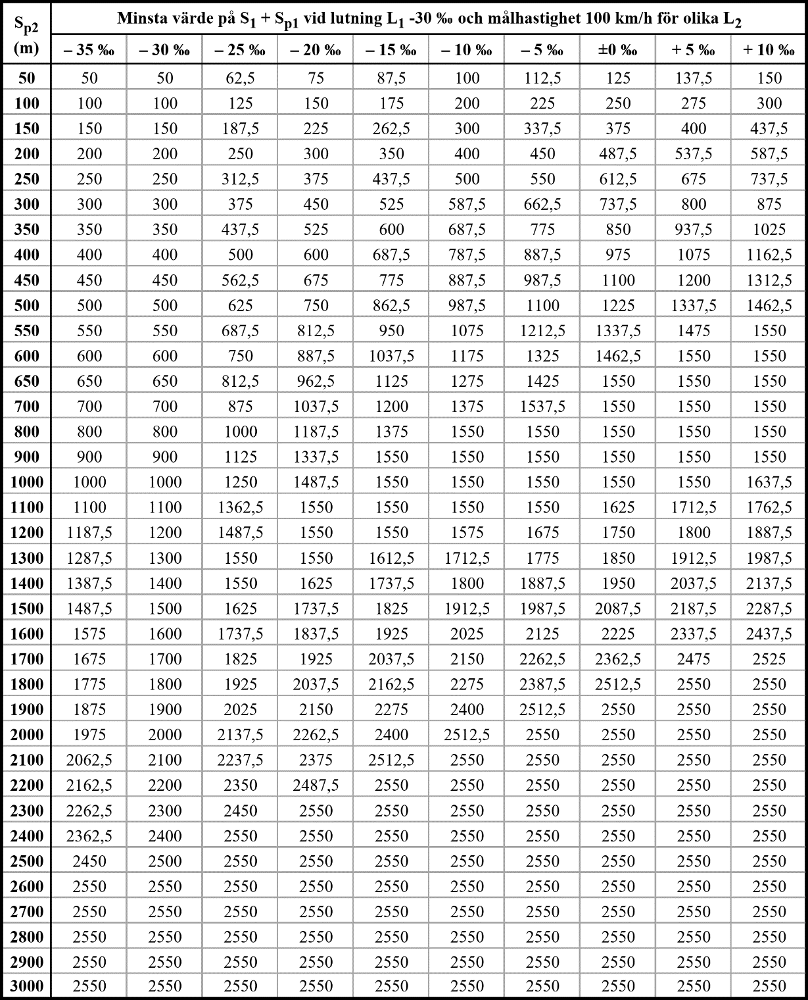 Sp2 (m) Minsta värde på S1 + Sp1 vid lutning L1 -30 ‰ och målhastighet 100 km/h för olika L2
– 35 ‰ – 30 ‰ – 25 ‰ – 20 ‰ – 15 ‰ – 10 ‰ – 5 ‰ ±0 ‰ + 5 ‰ + 10 ‰
50 50 50 62,5 75 87,5 100 112,5 125 137,5 150
100 100 100 125 150 175 200 225 250 275 300
150 150 150 187,5 225 262,5 300 337,5 375 400 437,5
200 200 200 250 300 350 400 450 487,5 537,5 587,5
250 250 250 312,5 375 437,5 500 550 612,5 675 737,5
300 300 300 375 450 525 587,5 662,5 737,5 800 875
350 350 350 437,5 525 600 687,5 775 850 937,5 1025
400 400 400 500 600 687,5 787,5 887,5 975 1075 1162,5
450 450 450 562,5 675 775 887,5 987,5 1100 1200 1312,5
500 500 500 625 750 862,5 987,5 1100 1225 1337,5 1462,5
550 550 550 687,5 812,5 950 1075 1212,5 1337,5 1475 1550
600 600 600 750 887,5 1037,5 1175 1325 1462,5 1550 1550
650 650 650 812,5 962,5 1125 1275 1425 1550 1550 1550
700 700 700 875 1037,5 1200 1375 1537,5 1550 1550 1550
800 800 800 1000 1187,5 1375 1550 1550 1550 1550 1550
900 900 900 1125 1337,5 1550 1550 1550 1550 1550 1550
1000 1000 1000 1250 1487,5 1550 1550 1550 1550 1550 1637,5
1100 1100 1100 1362,5 1550 1550 1550 1550 1625 1712,5 1762,5
1200 1187,5 1200 1487,5 1550 1550 1575 1675 1750 1800 1887,5
1300 1287,5 1300 1550 1550 1612,5 1712,5 1775 1850 1912,5 1987,5
1400 1387,5 1400 1550 1625 1737,5 1800 1887,5 1950 2037,5 2137,5
1500 1487,5 1500 1625 1737,5 1825 1912,5 1987,5 2087,5 2187,5 2287,5
1600 1575 1600 1737,5 1837,5 1925 2025 2125 2225 2337,5 2437,5
1700 1675 1700 1825 1925 2037,5 2150 2262,5 2362,5 2475 2525
1800 1775 1800 1925 2037,5 2162,5 2275 2387,5 2512,5 2550 2550
1900 1875 1900 2025 2150 2275 2400 2512,5 2550 2550 2550
2000 1975 2000 2137,5 2262,5 2400 2512,5 2550 2550 2550 2550
2100 2062,5 2100 2237,5 2375 2512,5 2550 2550 2550 2550 2550
2200 2162,5 2200 2350 2487,5 2550 2550 2550 2550 2550 2550
2300 2262,5 2300 2450 2550 2550 2550 2550 2550 2550 2550
2400 2362,5 2400 2550 2550 2550 2550 2550 2550 2550 2550
2500 2450 2500 2550 2550 2550 2550 2550 2550 2550 2550
2600 2550 2550 2550 2550 2550 2550 2550 2550 2550 2550
2700 2550 2550 2550 2550 2550 2550 2550 2550 2550 2550
2800 2550 2550 2550 2550 2550 2550 2550 2550 2550 2550
2900 2550 2550 2550 2550 2550 2550 2550 2550 2550 2550
3000 2550 2550 2550 2550 2550 2550 2550 2550 2550 2550